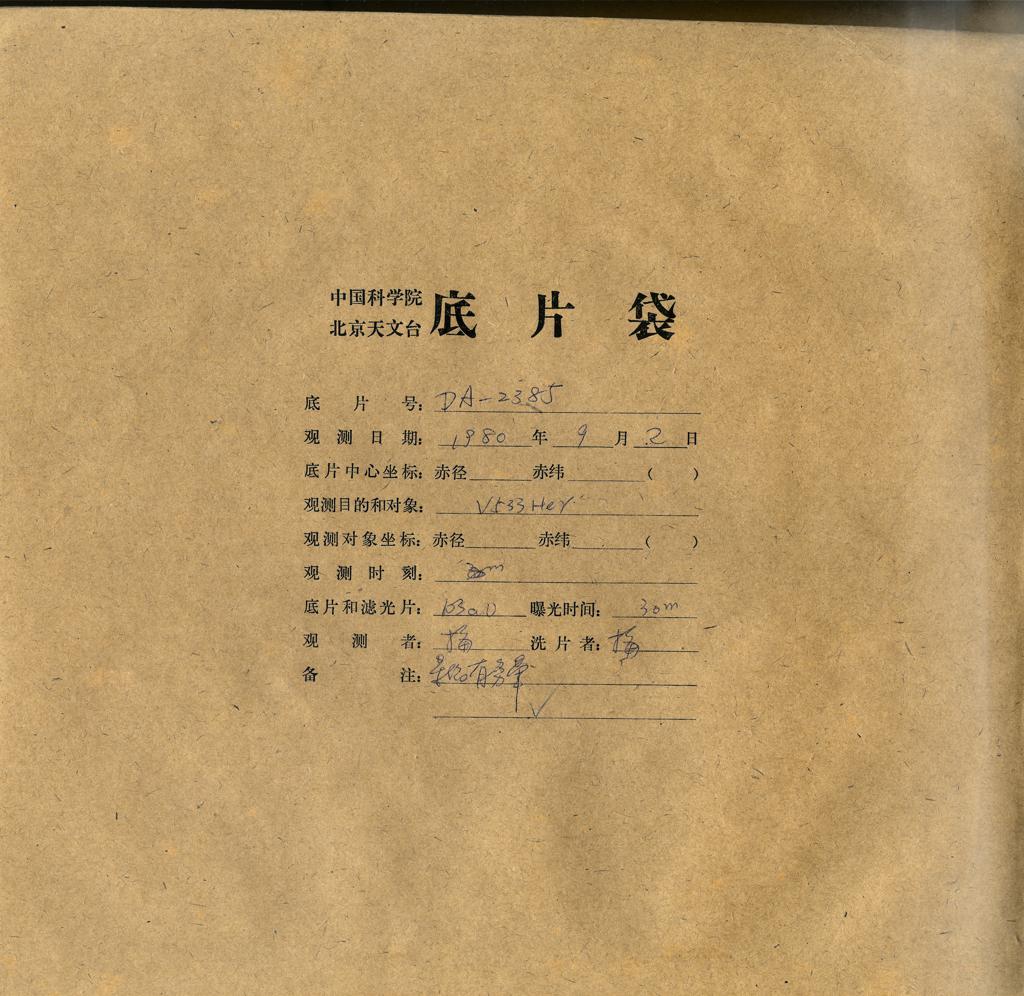 中国科学院
北京天文台 底片袋
底片号: DA-2385
观测日期: 1980 年 9 月 2 日
底片中心坐标: 赤径 赤纬 ( )
观测目的和对象: V533 Her
观测对象坐标: 赤径 赤纬 ( )
观测时刻:
底片和滤光片: 103aO 曝光时间: 30m
观测者: 洗片者:
备注: 有雾